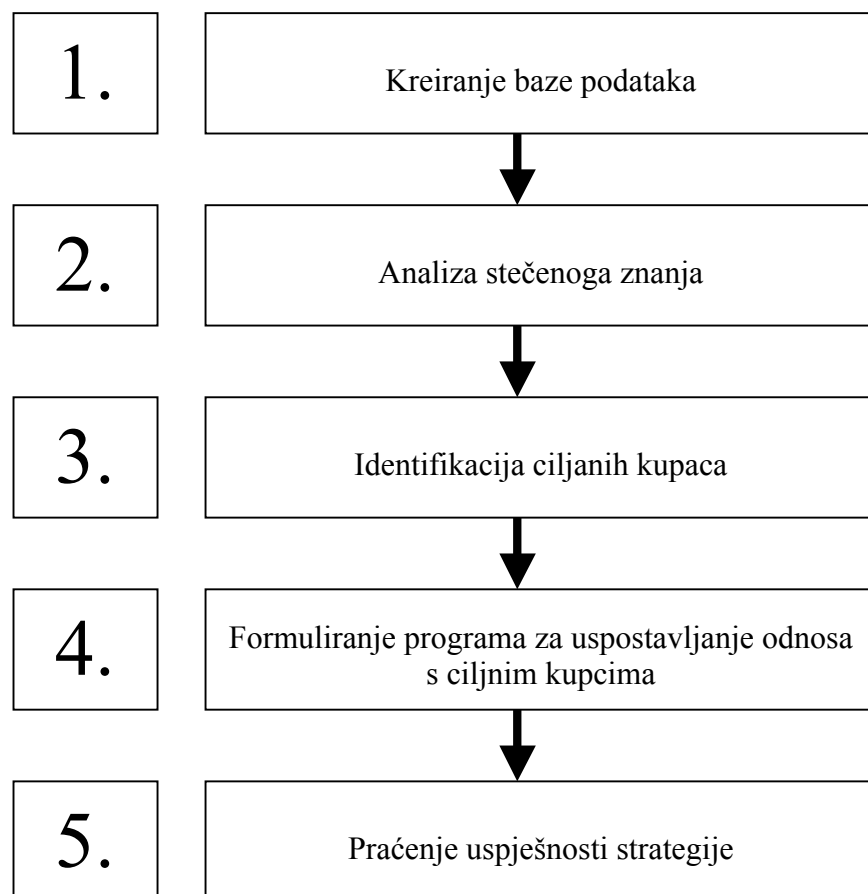 1.
Kreiranje baze podataka
2.
Analiza stečenoga znanja
3.
Identifikacija ciljanih kupaca
4.
Formuliranje programa za uspostavljanje odnosa
s ciljnim kupcima
5.
Praćenje uspješnosti strategije